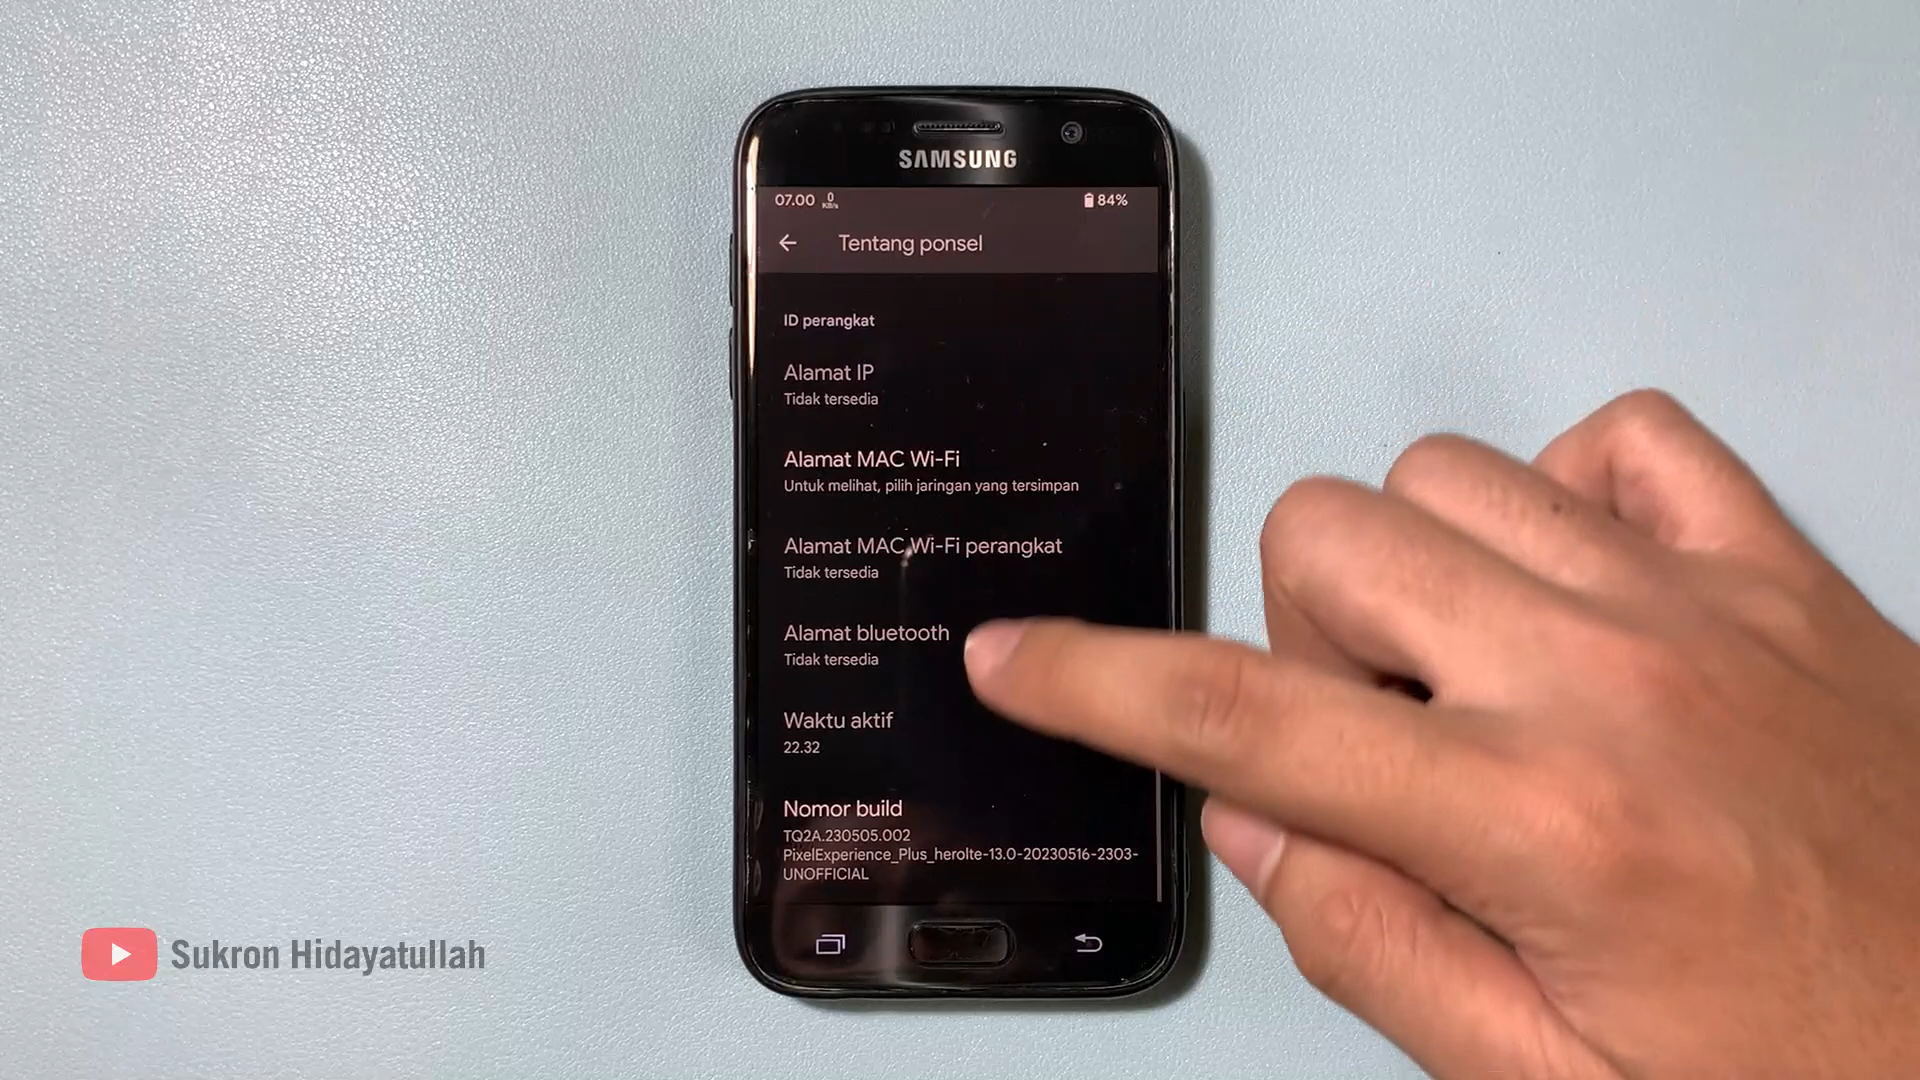 SAMSUNG
07.00 0 KB/s 84%
Tentang ponsel
ID perangkat
Alamat IP
Tidak tersedia
Alamat MAC Wi-Fi
Untuk melihat, pilih jaringan yang tersimpan
Alamat MAC Wi-Fi perangkat
Tidak tersedia
Alamat bluetooth
Tidak tersedia
Waktu aktif
22.32
Nomor build
TQ2A.230505.002
PixelExperience_Plus_herolte-13.0-20230516-2303-
UNOFFICIAL
Sukron Hidayatullah